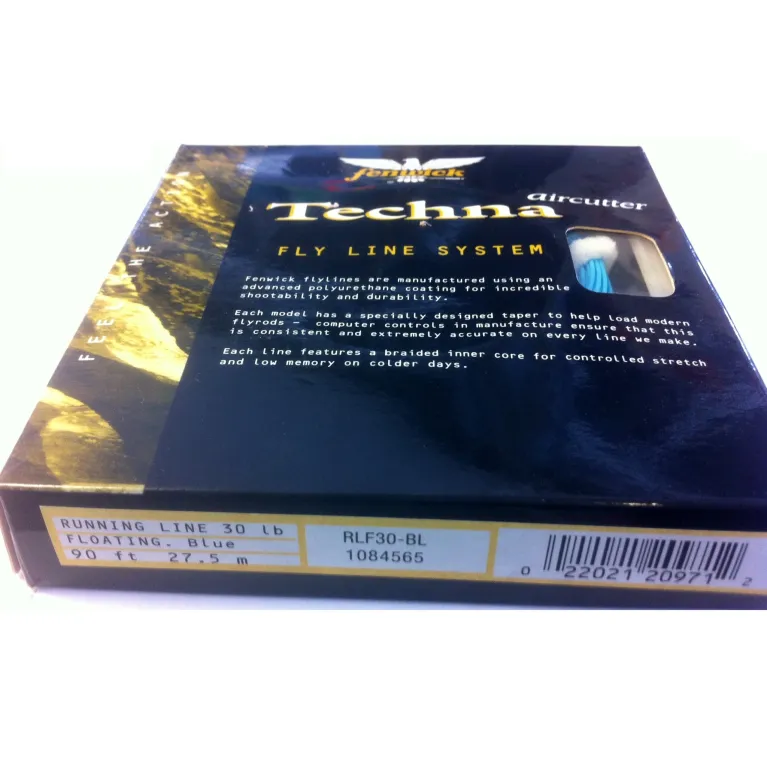 fenwick
Techna aircutter
FLY LINE SYSTEM
Fenwick flylines are manufactured using an
advanced polyurethane coating for incredible
shootability and durability.
Each model has a specially designed taper to help load modern
flyrods – computer controls in manufacture ensure that this
is consistent and extremely accurate on every line we make.
Each line features a braided inner core for controlled stretch
and low memory on colder days.
FEEL THE ACT
RUNNING LINE 30 lb
FLOATING. Blue
90 ft 27.5 m
RLF30-BL
1084565
0 22021 20971 2